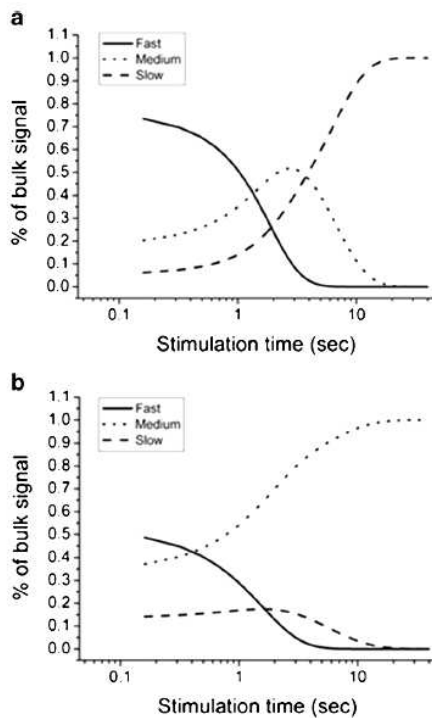 a
Fast
Medium
Slow
1.1
1.0
0.9
0.8
0.7
0.6
0.5
0.4
0.3
0.2
0.1
0.0
% of bulk signal
0.1
1
10
Stimulation time (sec)
b
Fast
Medium
Slow
1.1
1.0
0.9
0.8
0.7
0.6
0.5
0.4
0.3
0.2
0.1
0.0
% of bulk signal
0.1
1
10
Stimulation time (sec)